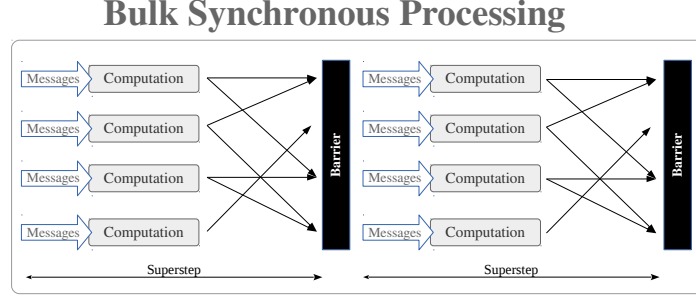 Bulk Synchronous Processing
Messages Computation Messages Computation
Messages Computation Messages Computation
Barrier Barrier
Messages Computation Messages Computation
Messages Computation Messages Computation
Superstep Superstep